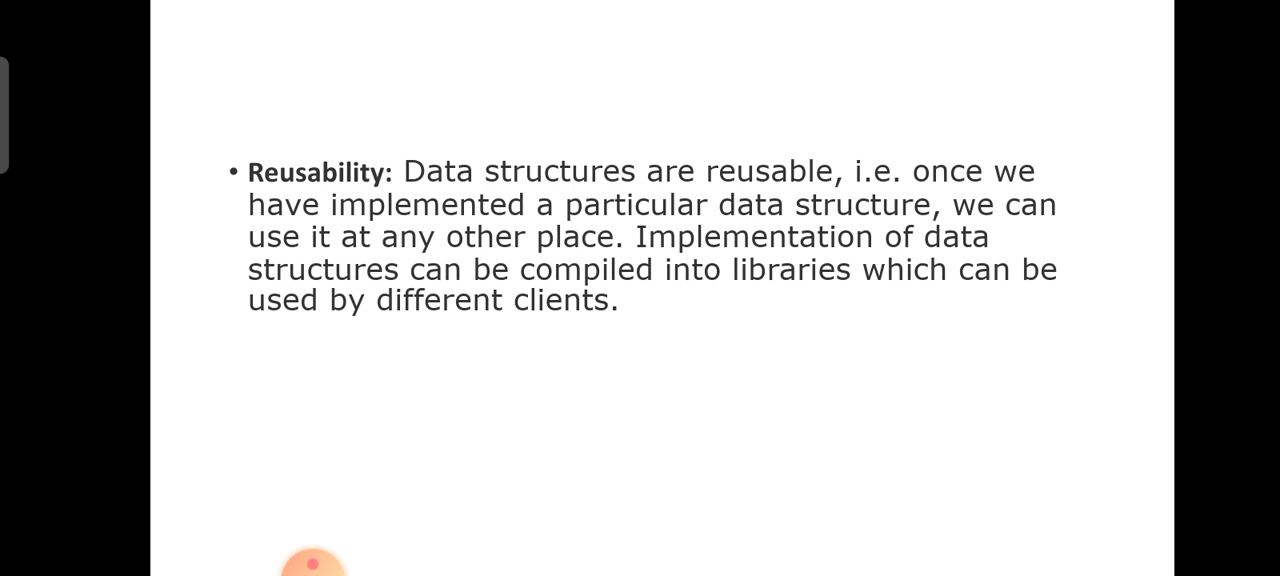 • Reusability: Data structures are reusable, i.e. once we
have implemented a particular data structure, we can
use it at any other place. Implementation of data
structures can be compiled into libraries which can be
used by different clients.